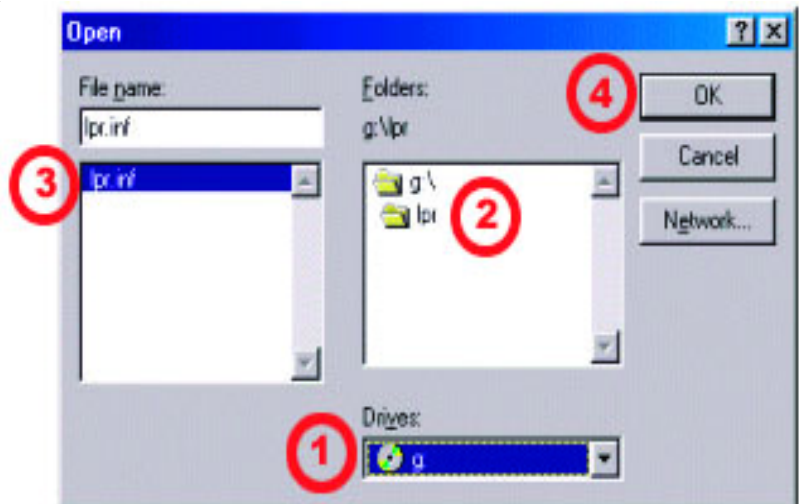 Open
File name:
lpr.inf
lpr.inf
3
Folders:
g:\lpr
g:\
lpr
2
Drives:
g
1
4
OK
Cancel
Network...